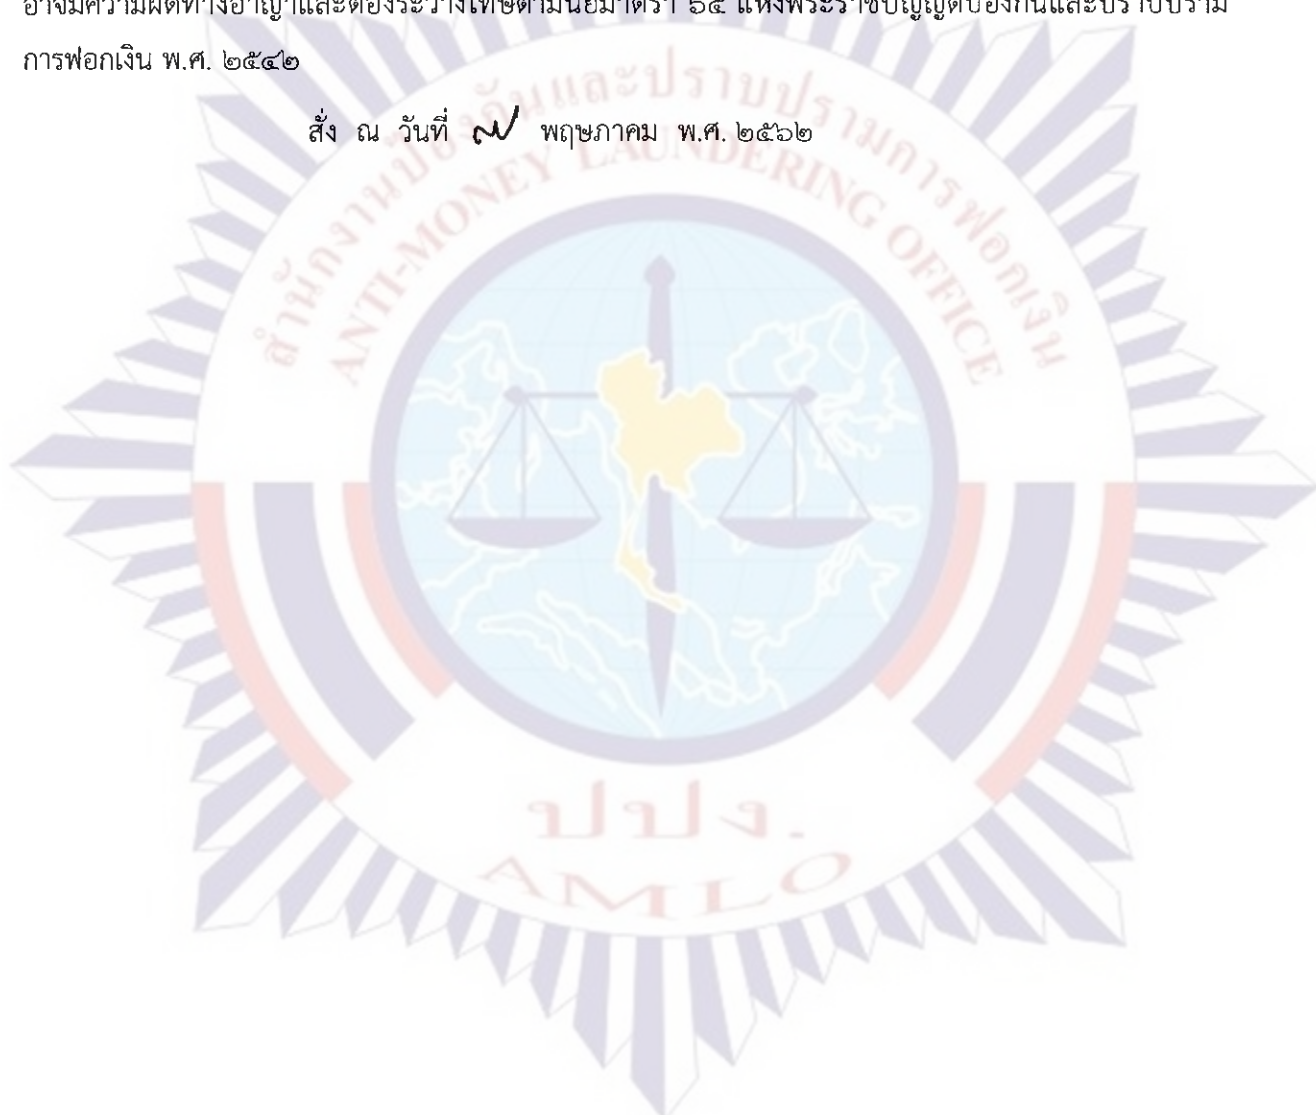 อาจมีความผิดทางอาญาและต้องระวางโทษตามนัยมาตรา ๖๕ แห่งพระราชบัญญัติป้องกันและปราบปราม
การฟอกเงิน พ.ศ. ๒๕๔๒
สั่ง ณ วันที่ ๗ พฤษภาคม พ.ศ. ๒๕๖๒
สำนักงานป้องกันและปราบปรามการฟอกเงิน
ANTI-MONEY LAUNDERING OFFICE
ปปง.
AMLO